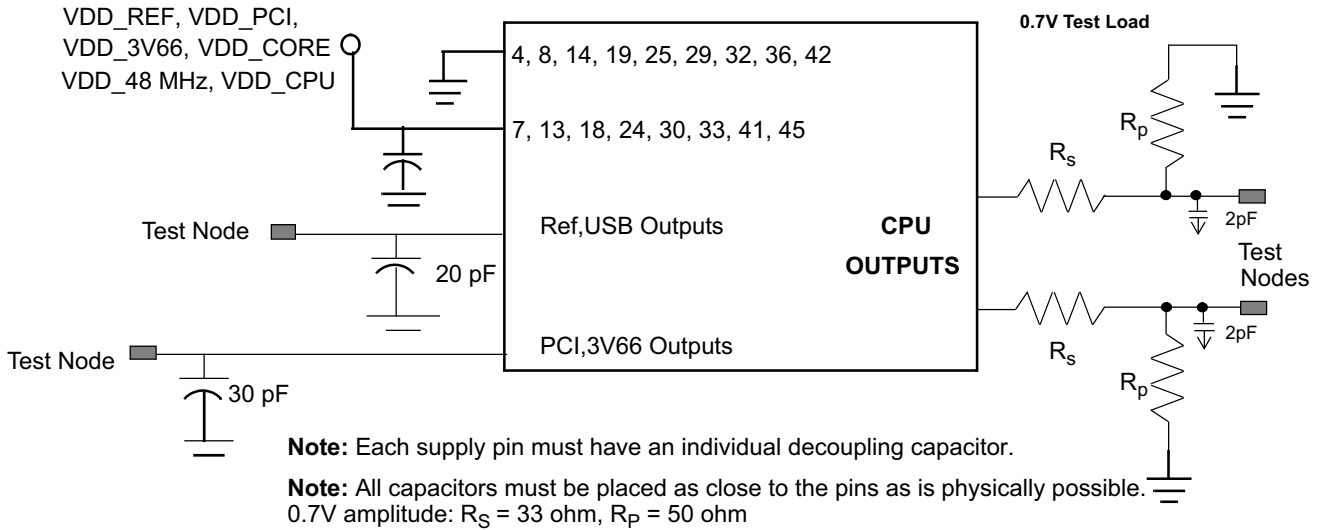 VDD_REF, VDD_PCI,
VDD_3V66, VDD_CORE
VDD_48 MHz, VDD_CPU
4, 8, 14, 19, 25, 29, 32, 36, 42
7, 13, 18, 24, 30, 33, 41, 45
0.7V Test Load
Rp
Rs
2pF
Test Node
Ref,USB Outputs
CPU
OUTPUTS
20 pF
Test
Nodes
2pF
Rs
Rp
Test Node
PCI,3V66 Outputs
30 pF
Note: Each supply pin must have an individual decoupling capacitor.
Note: All capacitors must be placed as close to the pins as is physically possible.
0.7V amplitude: RS = 33 ohm, RP = 50 ohm